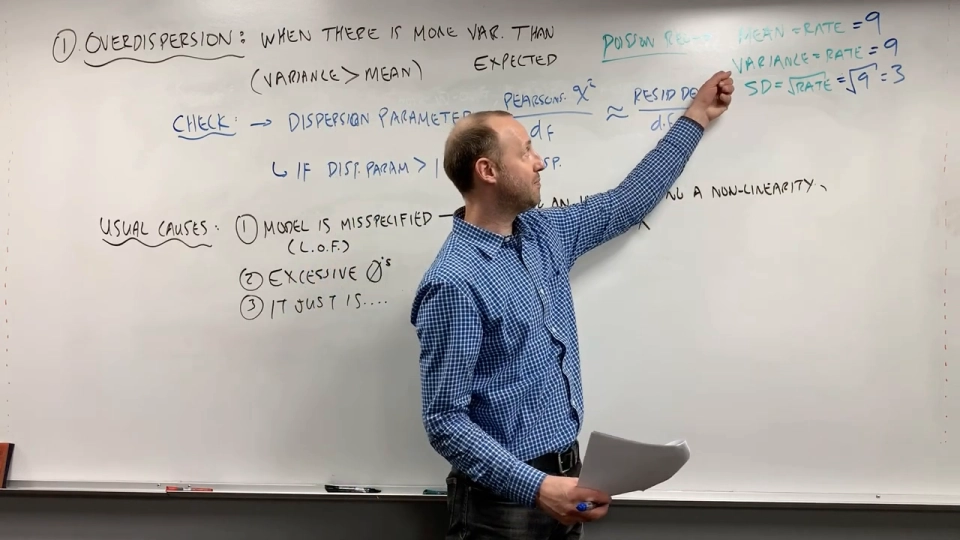 ① OVERDISPERSION: WHEN THERE IS MORE VAR. THAN EXPECTED
(VARIANCE > MEAN)
POISSON
MEAN = RATE = 9
VARIANCE = RATE = 9
SD = √RATE = √9 = 3
CHECK: → DISPERSION PARAMETER PEARSONS χ² / df ≈ RESID / d.f
↳ IF DISP. PARAM > 1 SP.
USUAL CAUSES: ① MODEL IS MISSPECIFIED AN A NON-LINEARITY,
(L.O.F.)
② EXCESSIVE 0's
③ IT JUST IS....